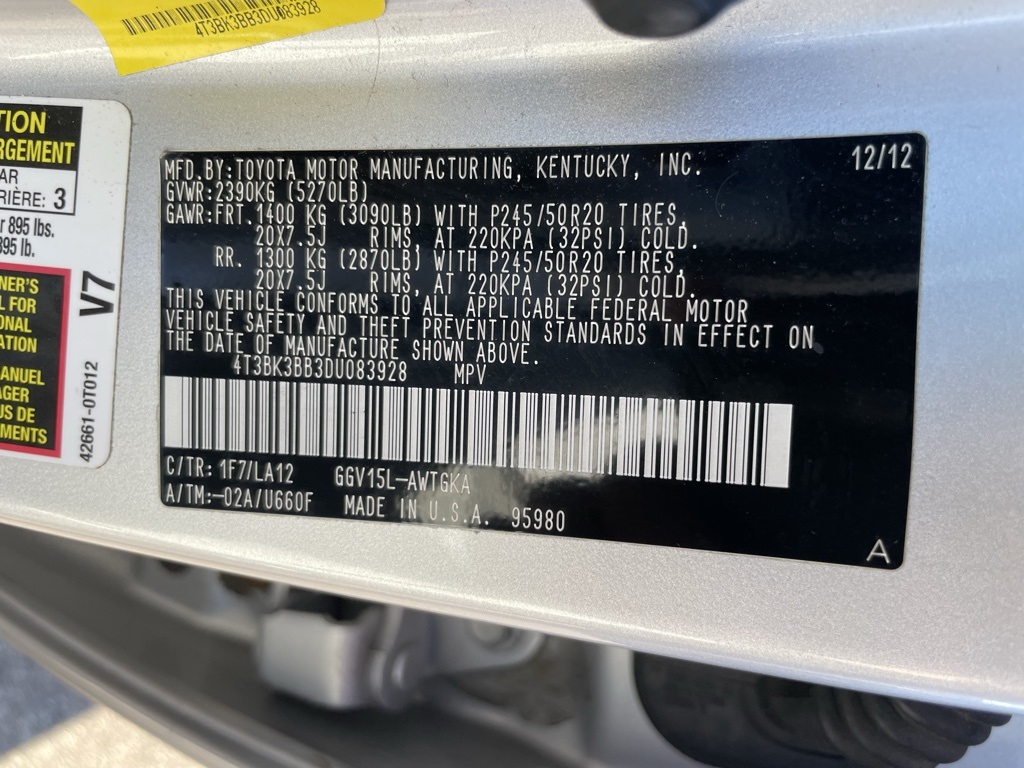 4T3BK3BB3DU083928
TION
RGEMENT
AR
RIÈRE: 3
r 895 lbs.
895 lb.
NER'S
L FOR
ONAL
ATION
ANUEL
AGER
US DE
MENTS
V7
42661-0T012
MFD.BY:TOYOTA MOTOR MANUFACTURING, KENTUCKY, INC. 12/12
GVWR:2390KG (5270LB)
GAWR:FRT.1400 KG (3090LB) WITH P245/50R20 TIRES,
20X7.5J RIMS, AT 220KPA (32PSI) COLD.
RR. 1300 KG (2870LB) WITH P245/50R20 TIRES,
20X7.5J RIMS, AT 220KPA (32PSI) COLD.
THIS VEHICLE CONFORMS TO ALL APPLICABLE FEDERAL MOTOR
VEHICLE SAFETY AND THEFT PREVENTION STANDARDS IN EFFECT ON
THE DATE OF MANUFACTURE SHOWN ABOVE.
4T3BK3BB3DU083928 MPV
C/TR: 1F7/LA12 GGV15L-AWTGKA
A/TM:-02A/U660F MADE IN U.S.A. 95980
A